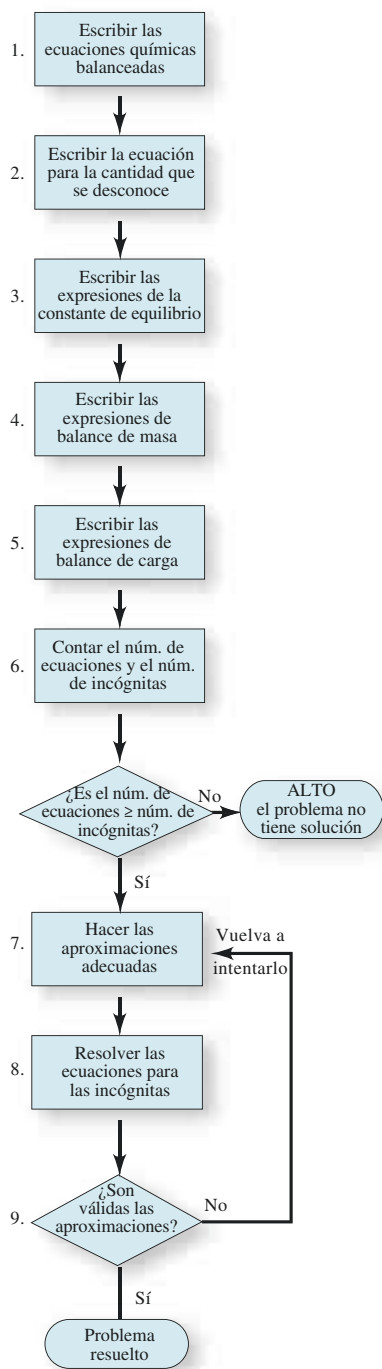 1.
Escribir las
ecuaciones químicas
balanceadas
2.
Escribir la ecuación
para la cantidad que
se desconoce
3.
Escribir las
expresiones de la
constante de equilibrio
4.
Escribir las
expresiones de
balance de masa
5.
Escribir las
expresiones de
balance de carga
6.
Contar el núm. de
ecuaciones y el núm.
de incógnitas
¿Es el núm. de
ecuaciones ≥ núm. de
incógnitas?
No
ALTO
el problema no
tiene solución
Sí
7.
Hacer las
aproximaciones
adecuadas
Vuelva a
intentarlo
8.
Resolver las
ecuaciones para
las incógnitas
9.
¿Son
válidas las
aproximaciones?
No
Sí
Problema
resuelto